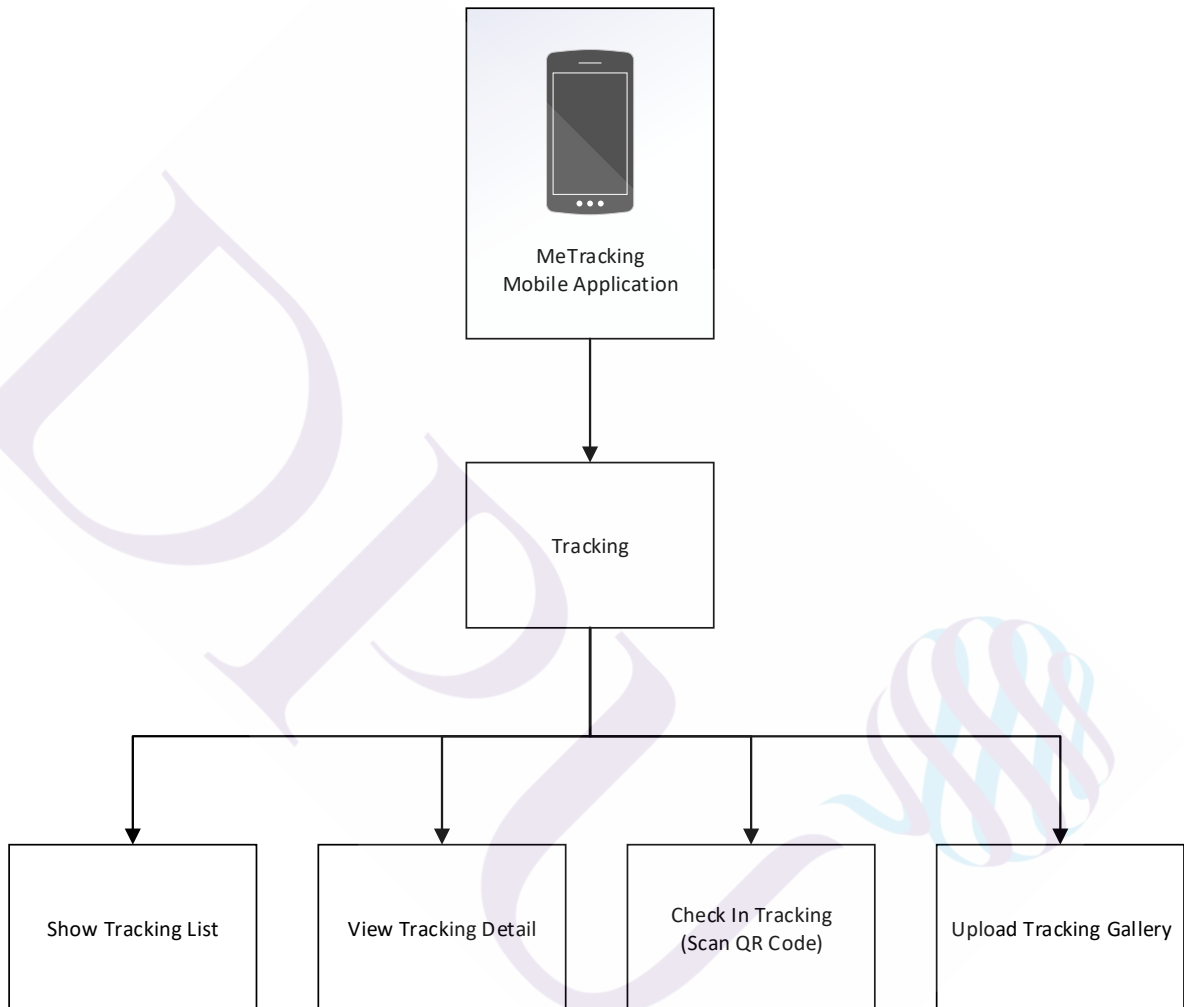 MeTracking
Mobile Application
Tracking
Show Tracking List
View Tracking Detail
Check In Tracking
(Scan QR Code)
Upload Tracking Gallery
DPU